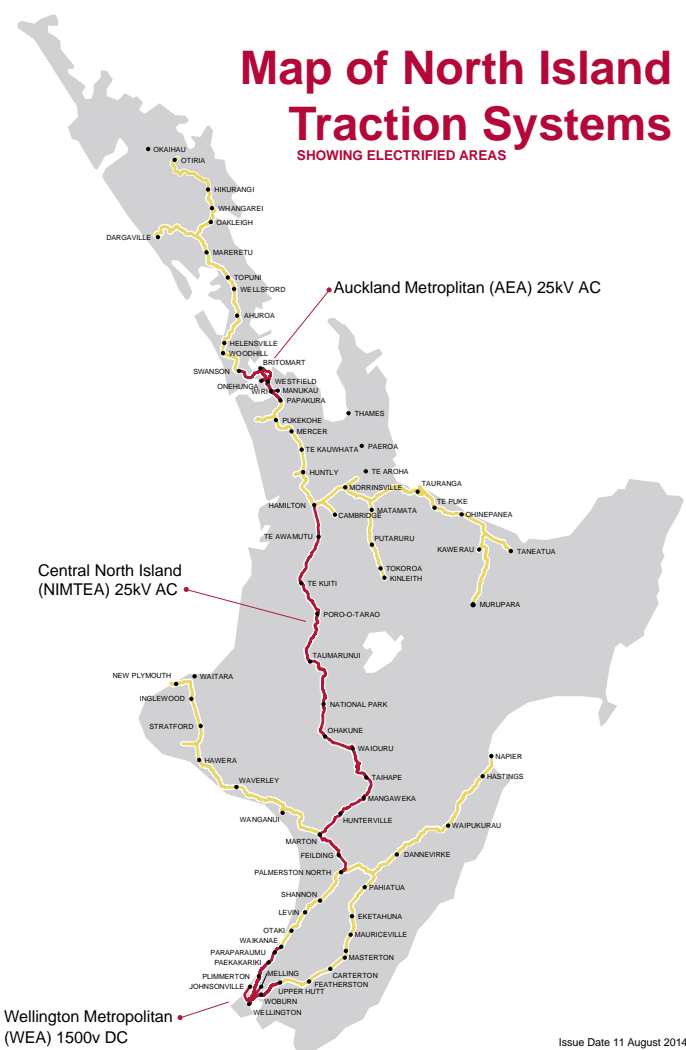 Map of North Island
Traction Systems
SHOWING ELECTRIFIED AREAS
OKAIHAU
OTIRIA
HIKURANGI
WHANGAREI
OAKLEIGH
DARGAVILLE
MARERETU
TOPUNI
WELLSFORD
Auckland Metroplitan (AEA) 25kV AC
AHUROA
HELENSVILLE
WOODHILL
BRITOMART
SWANSON
WESTFIELD
ONEHUNGA
WIRI
MANUKAU
PAPAKURA
THAMES
PUKEKOHE
MERCER
TE KAUWHATA
PAEROA
HUNTLY
TE AROHA
MORRINSVILLE
TAURANGA
TE PUKE
HAMILTON
CAMBRIDGE
MATAMATA
OHINEPANEA
TE AWAMUTU
PUTARURU
KAWERAU
TANEATUA
Central North Island
(NIMTEA) 25kV AC
TOKOROA
KINLEITH
TE KUITI
MURUPARA
PORO-O-TARAO
TAUMARUNUI
NEW PLYMOUTH
WAITARA
INGLEWOOD
NATIONAL PARK
STRATFORD
OHAKUNE
WAIOURU
NAPIER
HAWERA
TAIHAPE
HASTINGS
WAVERLEY
MANGAWEKA
WANGANUI
HUNTERVILLE
WAIPUKURAU
MARTON
FEILDING
DANNEVIRKE
PALMERSTON NORTH
PAHIATUA
SHANNON
LEVIN
EKETAHUNA
OTAKI
MAURICEVILLE
WAIKANAE
PARAPARAUMU
MASTERTON
PAEKAKARIKI
CARTERTON
PLIMMERTON
MELLING
FEATHERSTON
JOHNSONVILLE
UPPER HUTT
WOBURN
WELLINGTON
Wellington Metropolitan
(WEA) 1500v DC
Issue Date 11 August 2014